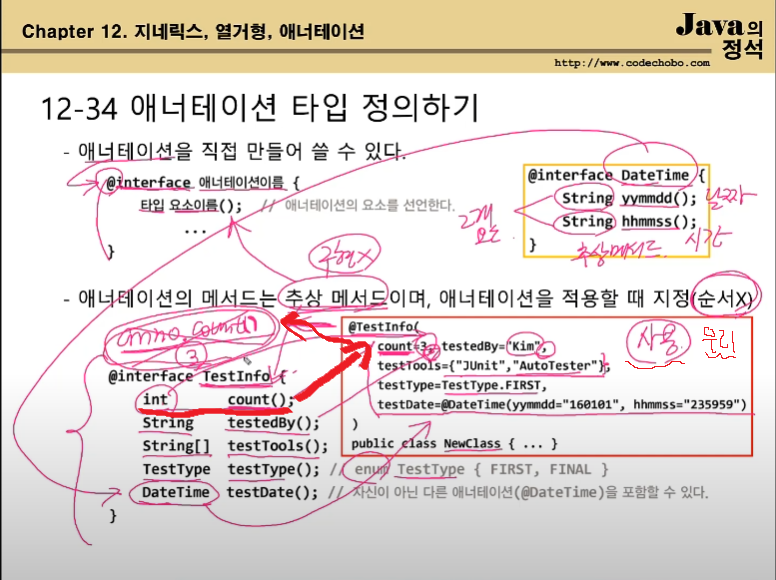 Chapter 12. 지네릭스, 열거형, 애너테이션
Java의 정석
http://www.codechobo.com
12-34 애너테이션 타입 정의하기
- 애너테이션을 직접 만들어 쓸 수 있다.
@interface 애너테이션이름 {
타입 요소이름(); // 애너테이션의 요소를 선언한다.
...
}
@interface DateTime {
String yymmdd(); 날짜
String hhmmss(); 시간
}
2개
요소
추상메서드.
구현X
- 애너테이션의 메서드는 추상 메서드이며, 애너테이션을 적용할 때 지정(순서X)
anno.count()
3
@interface TestInfo {
int count();
String testedBy();
String[] testTools();
TestType testType(); // enum TestType { FIRST, FINAL }
DateTime testDate(); // 자신이 아닌 다른 애너테이션(@DateTime)을 포함할 수 있다.
}
@TestInfo(
count=3, testedBy="Kim",
testTools={"JUnit","AutoTester"},
testType=TestType.FIRST,
testDate=@DateTime(yymmdd="160101", hhmmss="235959")
)
public class NewClass { ... }
사용